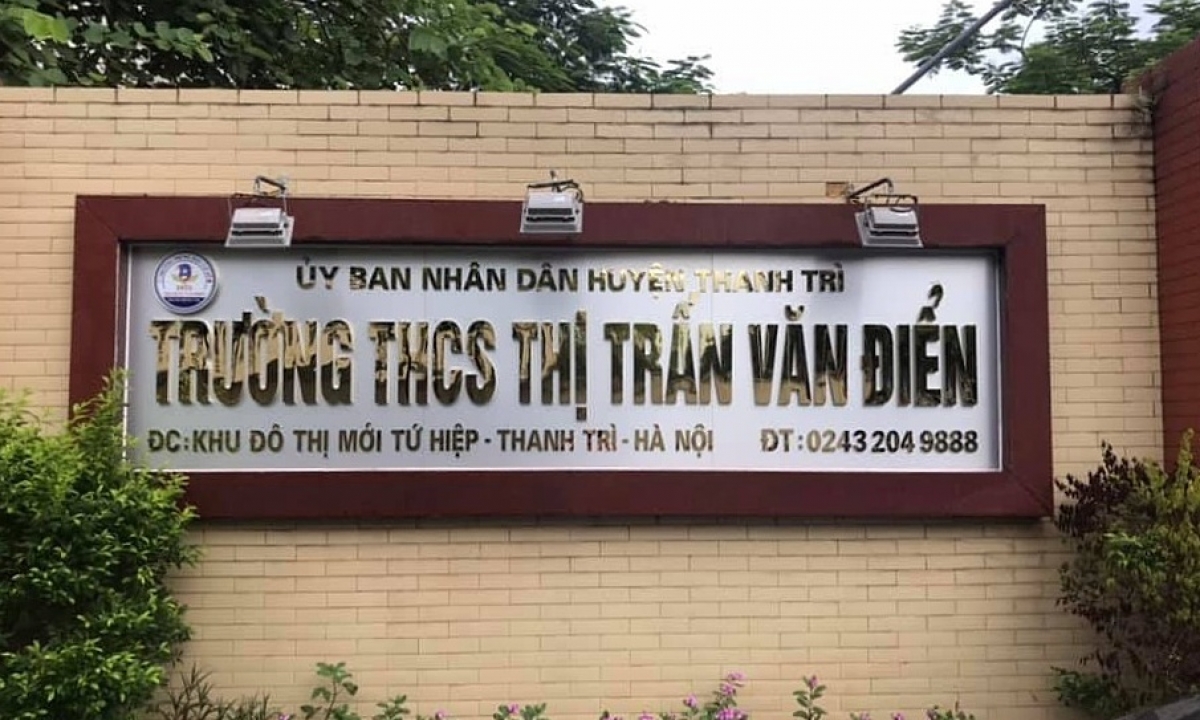 ỦY BAN NHÂN DÂN HUYỆN THANH TRÌ
TRƯỜNG THCS THỊ TRẤN VĂN ĐIỂN
ĐC:KHU ĐÔ THỊ MỚI TỨ HIỆP - THANH TRÌ - HÀ NỘI ĐT:0243 204 9888